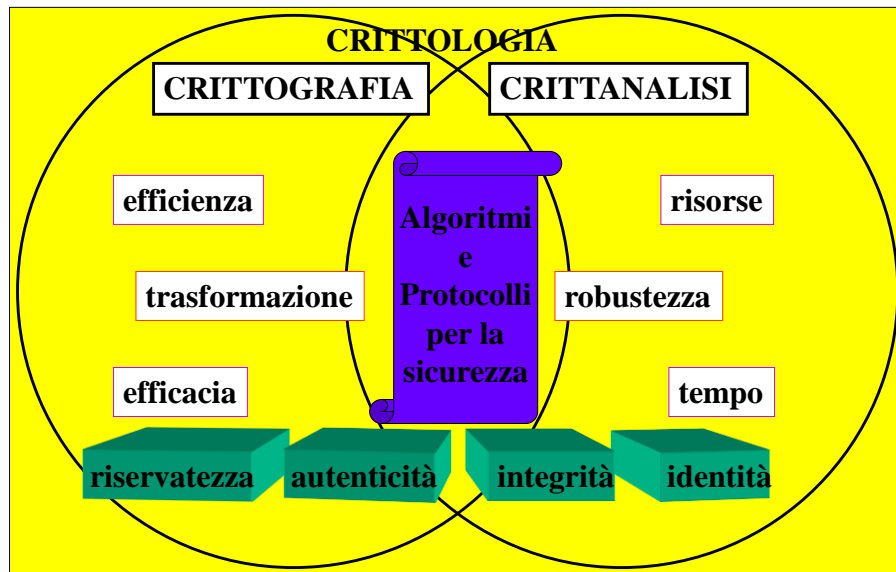 CRITTOLOGIA
CRITTOGRAFIA
CRITTANALISI
efficienza
risorse
Algoritmi
e
Protocolli
per la
sicurezza
trasformazione
robustezza
efficacia
tempo
riservatezza
autenticità
integrità
identità